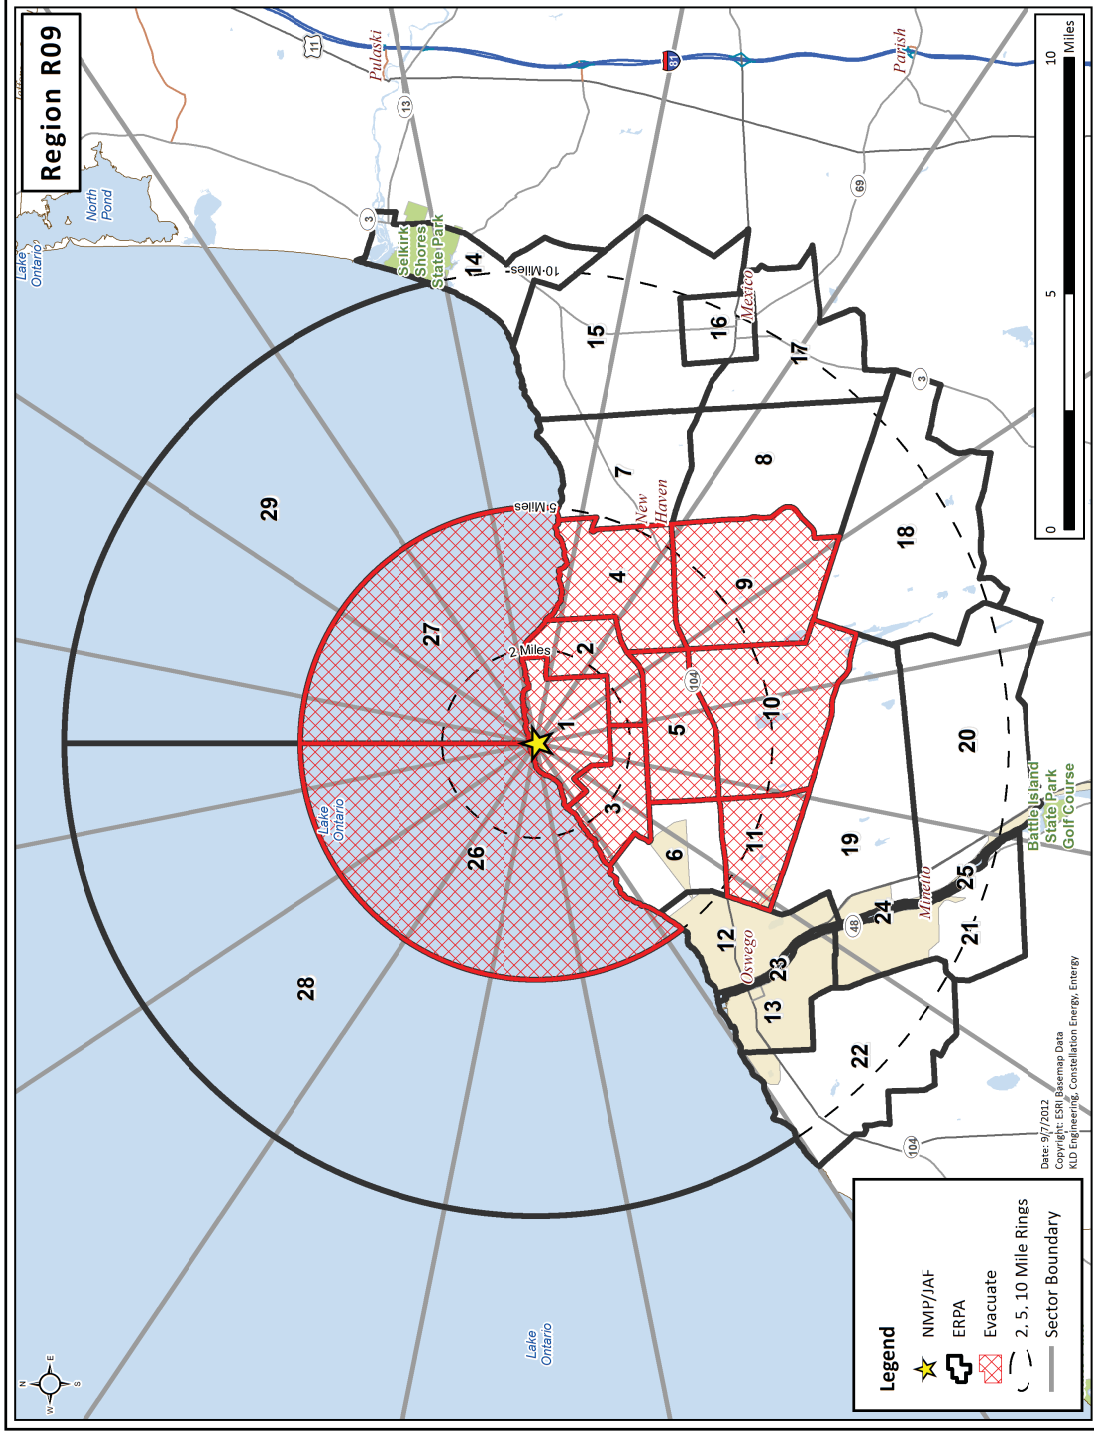 Region R09
N
W
E
S
Lake
Ontario
North
Pond
Lake
Ontario
11
Pulaski
13
81
Parish
3
Selkirk
Shores
State Park
14
10 Miles
69
15
16
Mexico
17
3
29
7
8
New
Haven
5 Miles
18
27
4
9
2 Miles
2
104
1
5
10
20
Lake
Ontario
26
3
6
11
19
Battle Island
State Park
Golf Course
12
Oswego
23
13
48
24
Minetto
25
21
28
22
104
Lake
Ontario
0
5
10
Miles
Date: 9/7/2012
Copyright: ESRI Basemap Data
KLD Engineering, Constellation Energy, Entergy
Legend
NMP/JAF
ERPA
Evacuate
2, 5, 10 Mile Rings
Sector Boundary